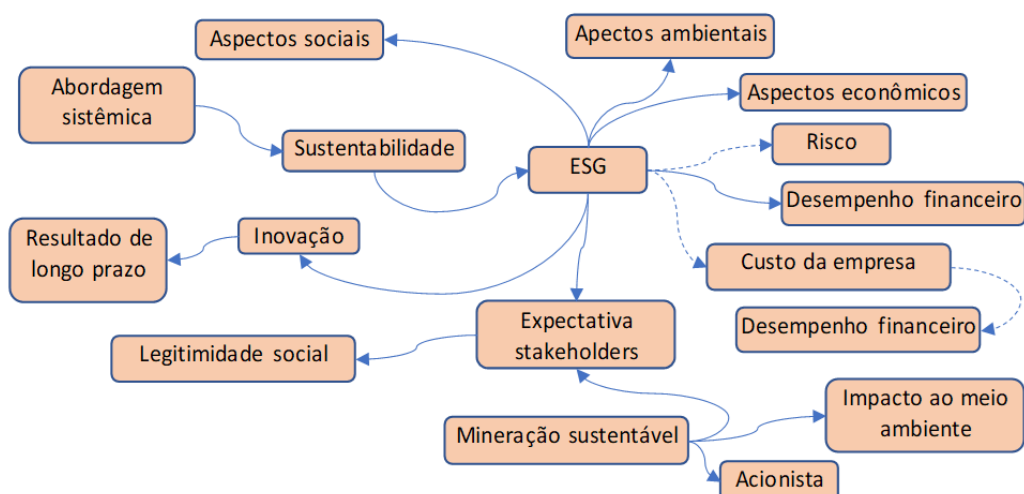 Aspectos sociais
Apectos ambientais
Abordagem
sistêmica
Aspectos econômicos
Sustentabilidade
ESG
Risco
Desempenho financeiro
Resultado de
longo prazo
Inovação
Custo da empresa
Expectativa
stakeholders
Desempenho financeiro
Legitimidade social
Mineração sustentável
Impacto ao meio
ambiente
Acionista